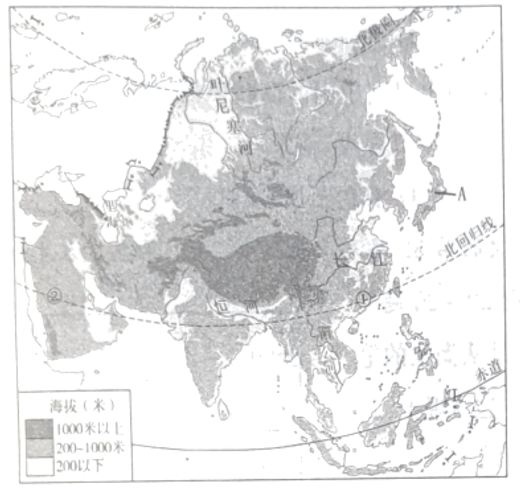 北极圈
叶尼塞河
A
北回归线
长江
恒河
①
②
湄
赤道
海拔（米）
1000米以上
200~1000米
200以下